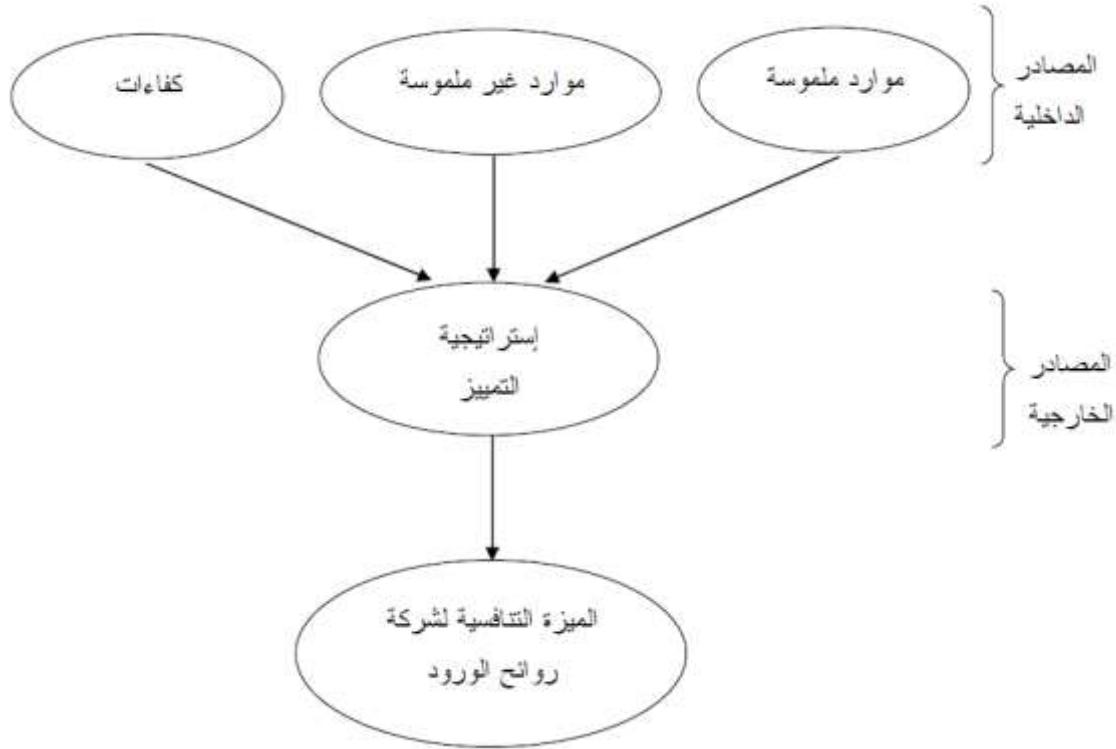 المصادر
الداخلية
موارد ملموسة
موارد غير ملموسة
كفاءات
إستراتيجية
التمييز
المصادر
الخارجية
الميزة التنافسية لشركة
روائح الورود